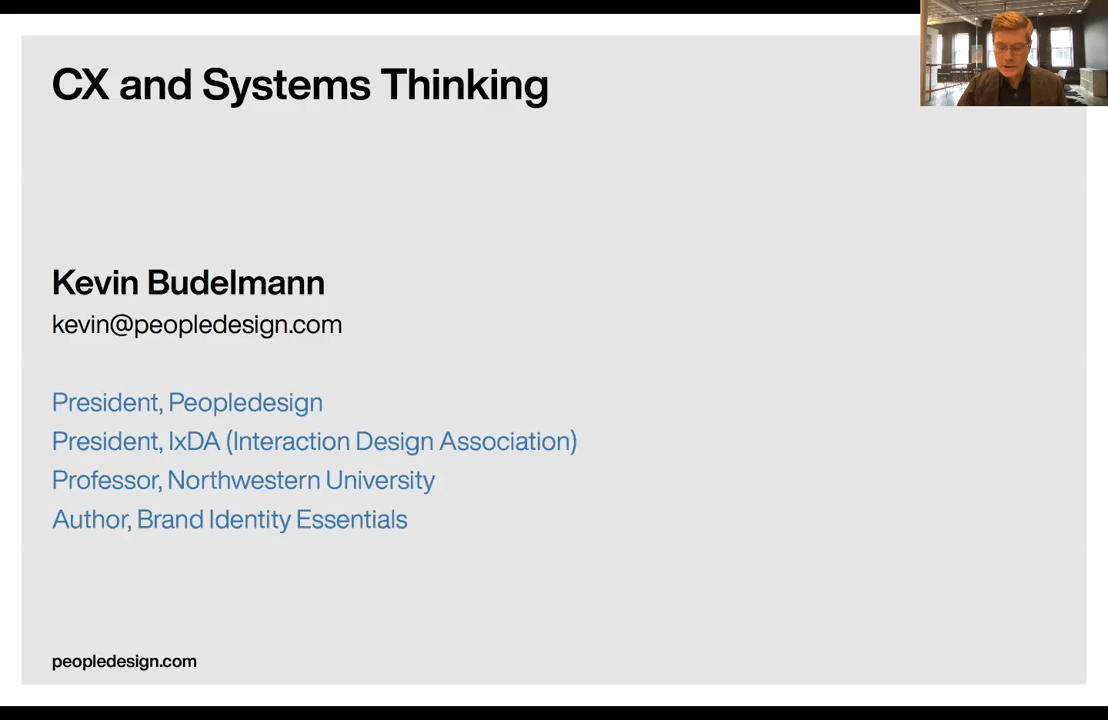 CX and Systems Thinking
Kevin Budelmann
kevin@peopledesign.com
President, Peopledesign
President, IxDA (Interaction Design Association)
Professor, Northwestern University
Author, Brand Identity Essentials
peopledesign.com